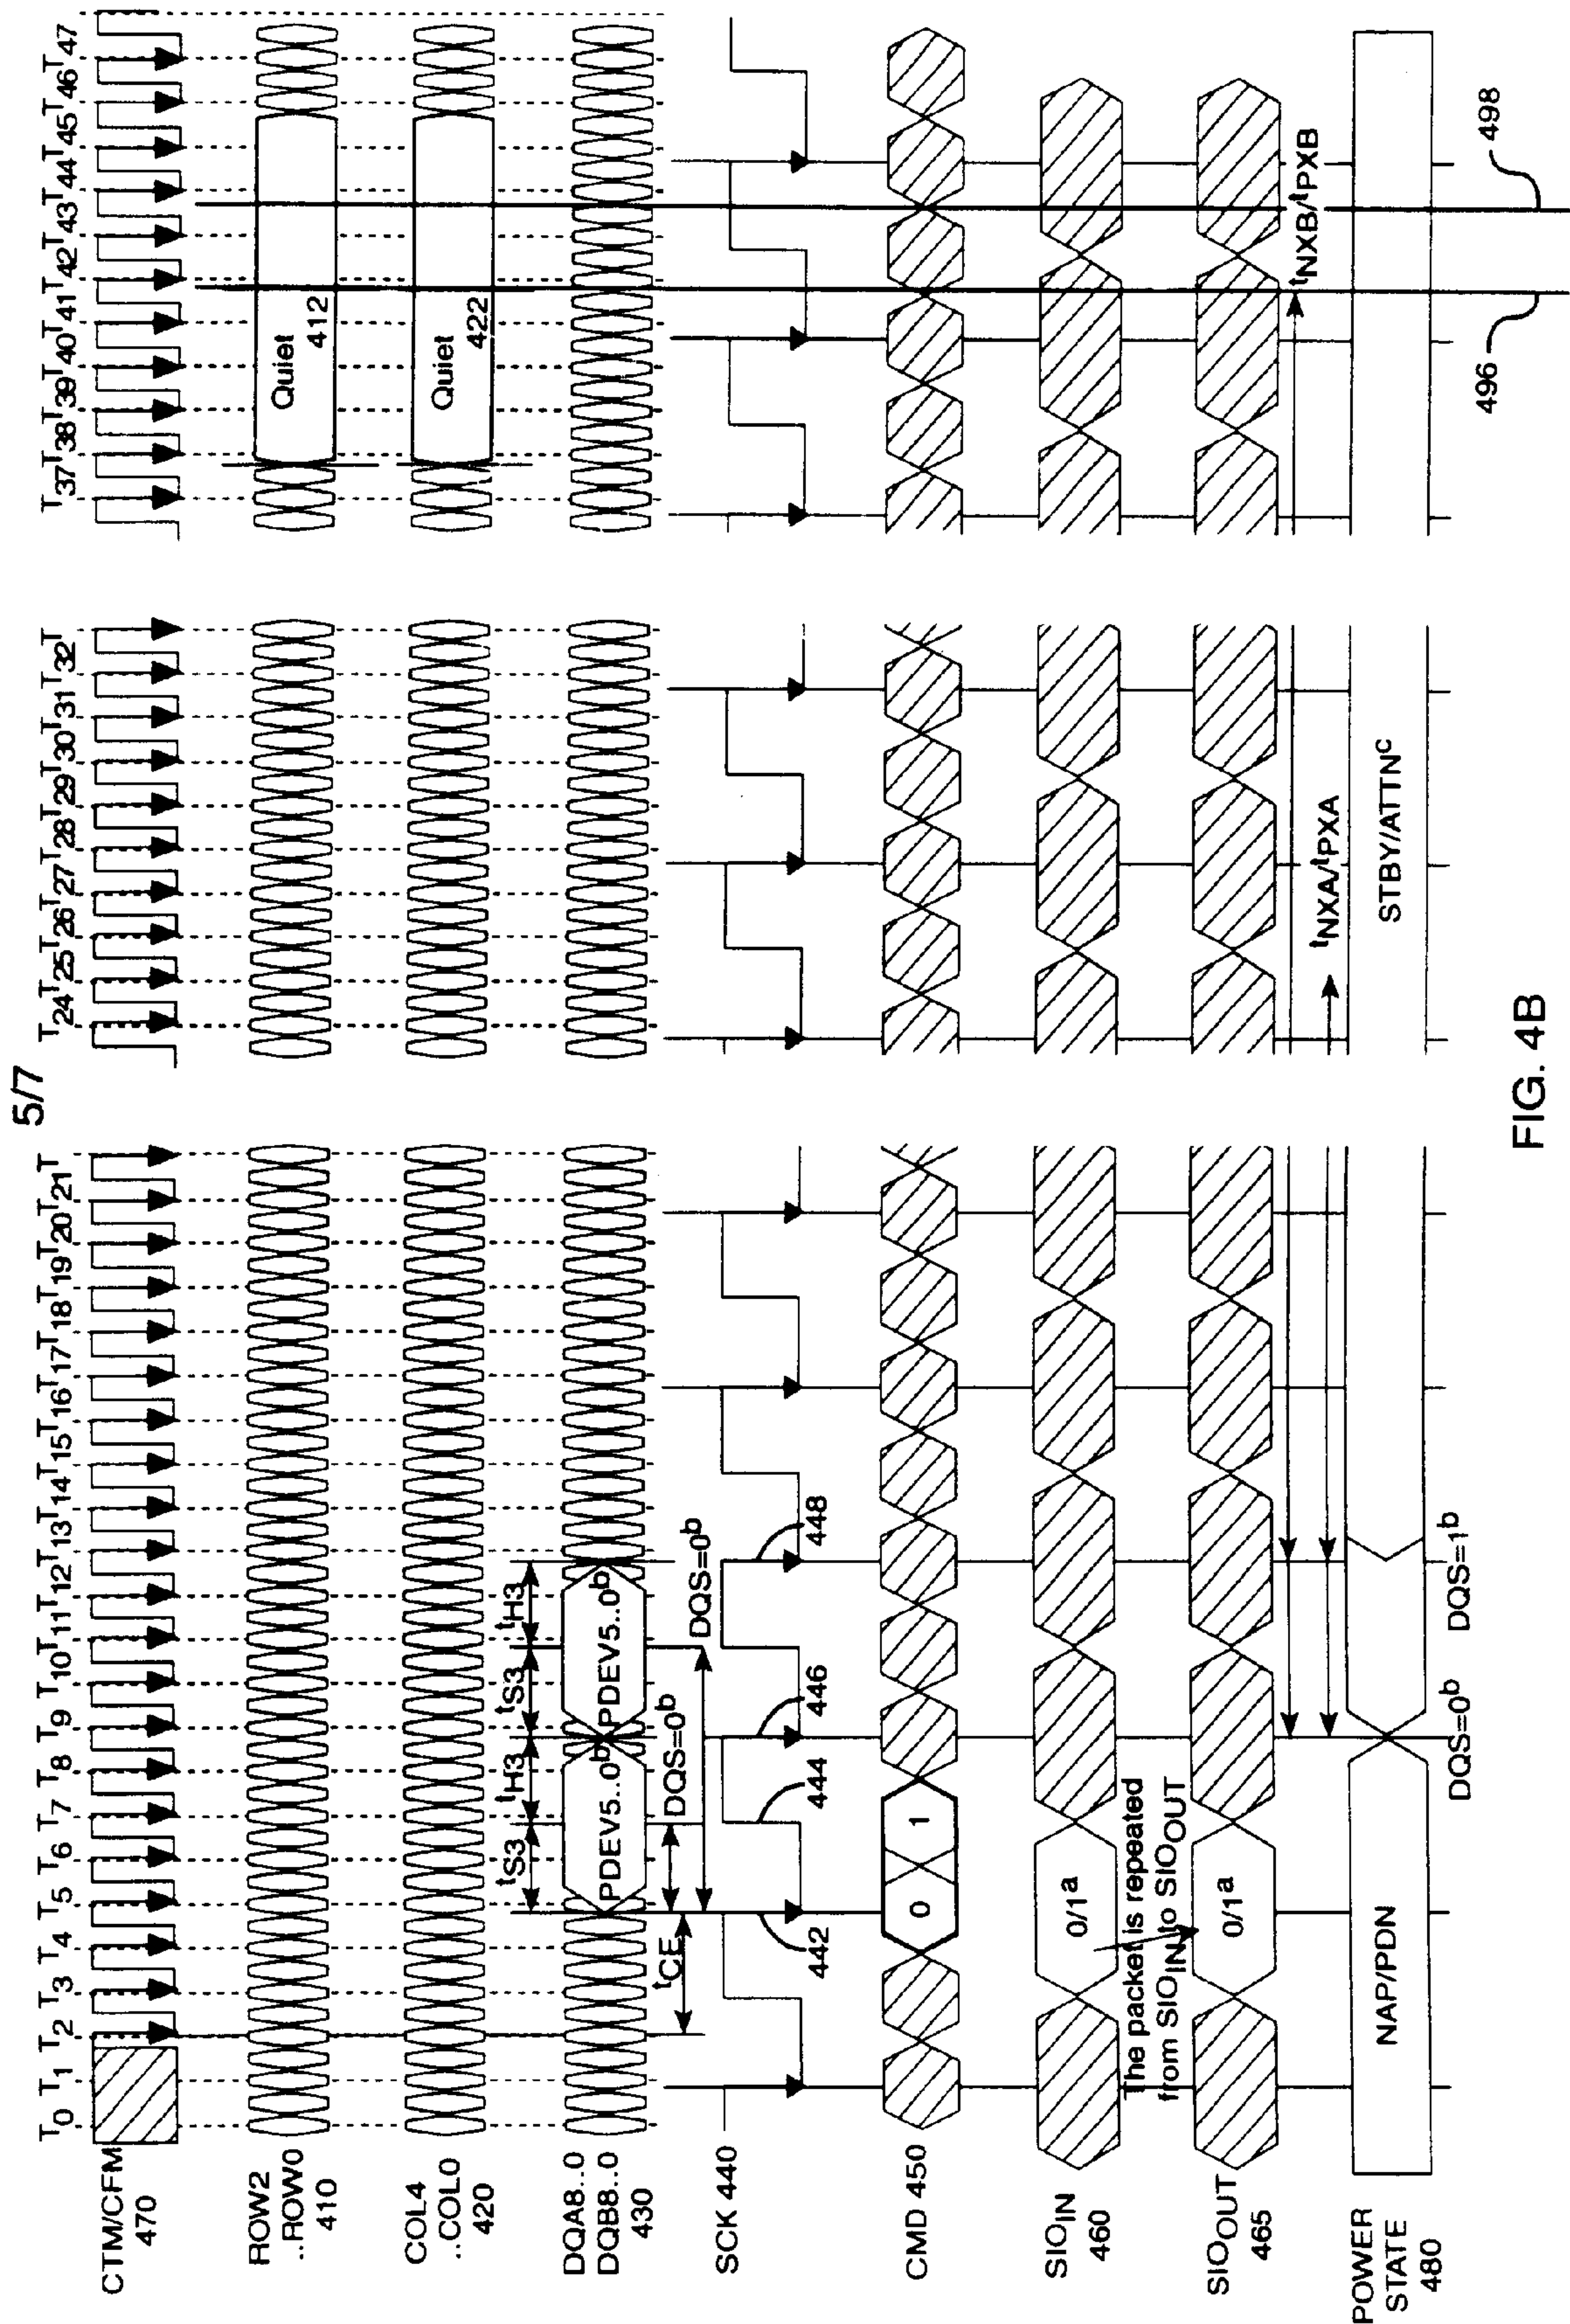 5/7
T0 T1 T2 T3 T4 T5 T6 T7 T8 T9 T10 T11 T12 T13 T14 T15 T16 T17 T18 T19 T20 T21 T
T24 T25 T26 T27 T28 T29 T30 T31 T32 T
T37 T38 T39 T40 T41 T42 T43 T44 T45 T46 T47
CTM/CFM
470
ROW2
..ROW0
410
Quiet
412
COL4
..COL0
420
Quiet
422
DQA8..0
DQB8..0
430
tS3 tH3 tS3 tH3
PDEV5..0b PDEV5..0b
tCE
DQS=0b
DQS=0b
SCK 440
442
444
446
448
CMD 450
0 1
SIOIN
460
0/1a
The packet is repeated
from SIOIN to SIOOUT
SIOOUT
465
0/1a
tNXA/tPXA
tNXB/tPXB
POWER
STATE
480
NAP/PDN
STBY/ATTNc
DQS=0b
DQS=1b
496
498
FIG. 4B